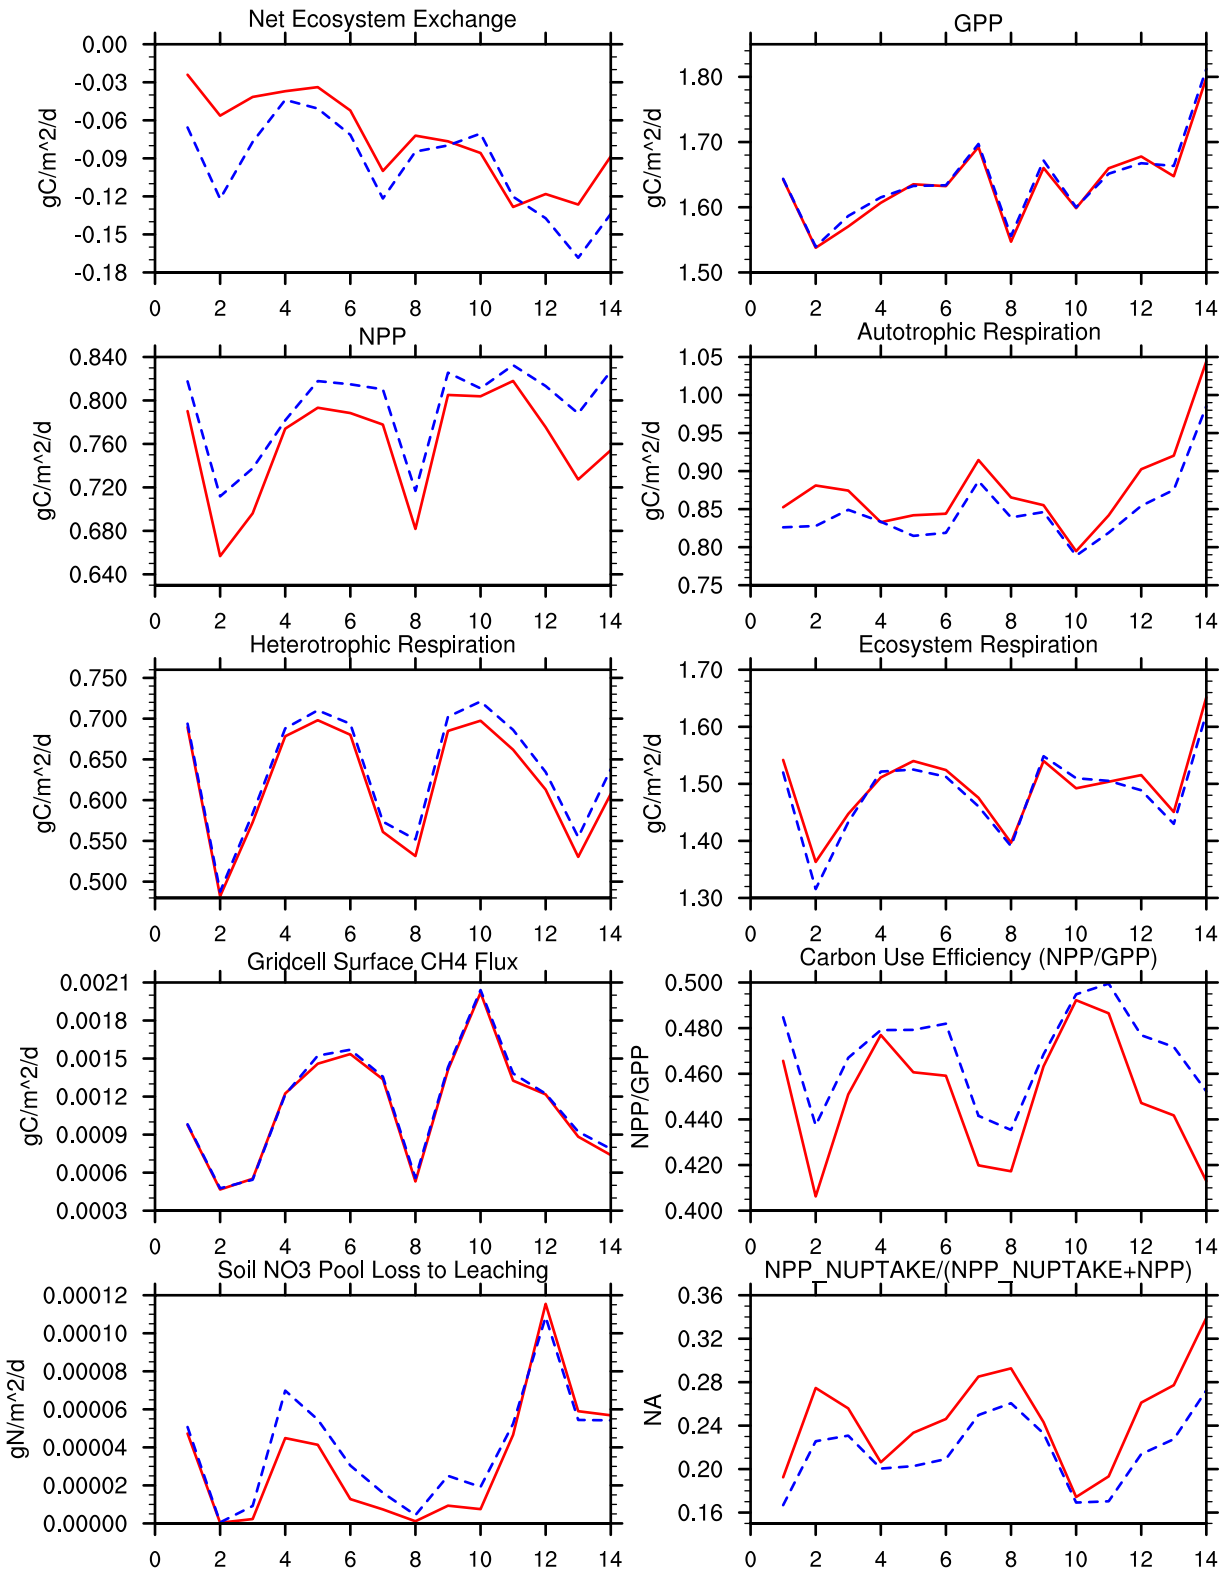 Net Ecosystem Exchange
gC/m^2/d
0.00
-0.03
-0.06
-0.09
-0.12
-0.15
-0.18
0 2 4 6 8 10 12 14
GPP
gC/m^2/d
1.80
1.70
1.60
1.50
0 2 4 6 8 10 12 14
NPP
gC/m^2/d
0.840
0.800
0.760
0.720
0.680
0.640
0 2 4 6 8 10 12 14
Autotrophic Respiration
gC/m^2/d
1.05
1.00
0.95
0.90
0.85
0.80
0.75
0 2 4 6 8 10 12 14
Heterotrophic Respiration
gC/m^2/d
0.750
0.700
0.650
0.600
0.550
0.500
0 2 4 6 8 10 12 14
Ecosystem Respiration
gC/m^2/d
1.70
1.60
1.50
1.40
1.30
0 2 4 6 8 10 12 14
Gridcell Surface CH4 Flux
gC/m^2/d
0.0021
0.0018
0.0015
0.0012
0.0009
0.0006
0.0003
0 2 4 6 8 10 12 14
Carbon Use Efficiency (NPP/GPP)
NPP/GPP
0.500
0.480
0.460
0.440
0.420
0.400
0 2 4 6 8 10 12 14
Soil NO3 Pool Loss to Leaching
gN/m^2/d
0.00012
0.00010
0.00008
0.00006
0.00004
0.00002
0.00000
0 2 4 6 8 10 12 14
NPP_NUPTAKE/(NPP_NUPTAKE+NPP)
NA
0.36
0.32
0.28
0.24
0.20
0.16
0 2 4 6 8 10 12 14